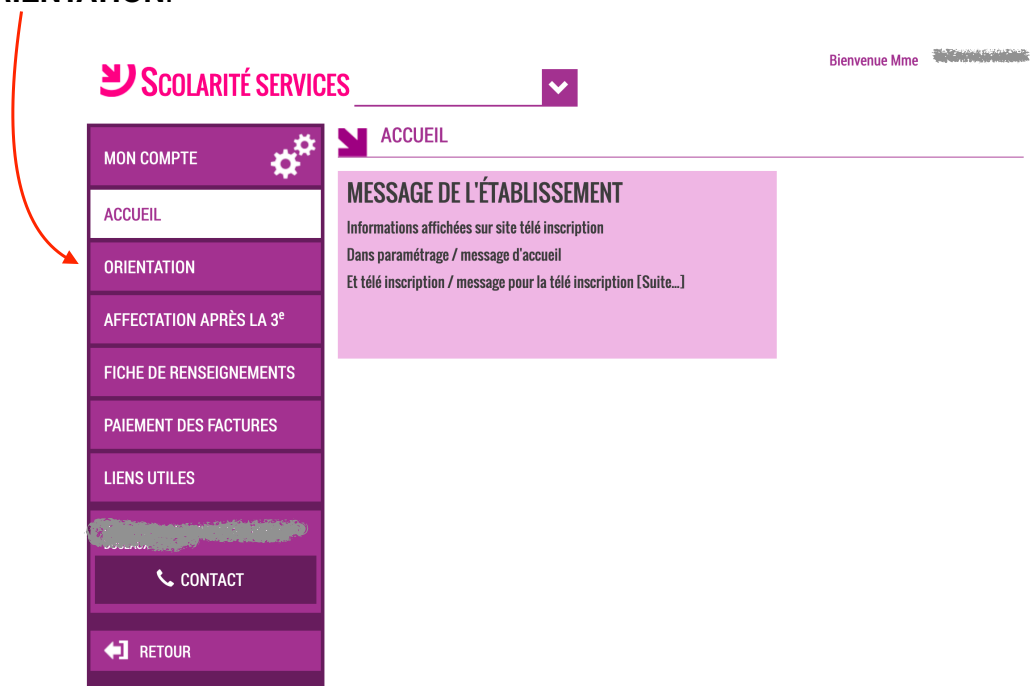 Bienvenue Mme
SCOLARITÉ SERVICES
MON COMPTE
ACCUEIL
ORIENTATION
AFFECTATION APRÈS LA 3e
FICHE DE RENSEIGNEMENTS
PAIEMENT DES FACTURES
LIENS UTILES
CONTACT
RETOUR
ACCUEIL
MESSAGE DE L'ÉTABLISSEMENT
Informations affichées sur site télé inscription
Dans paramétrage / message d'accueil
Et télé inscription / message pour la télé inscription [Suite...]